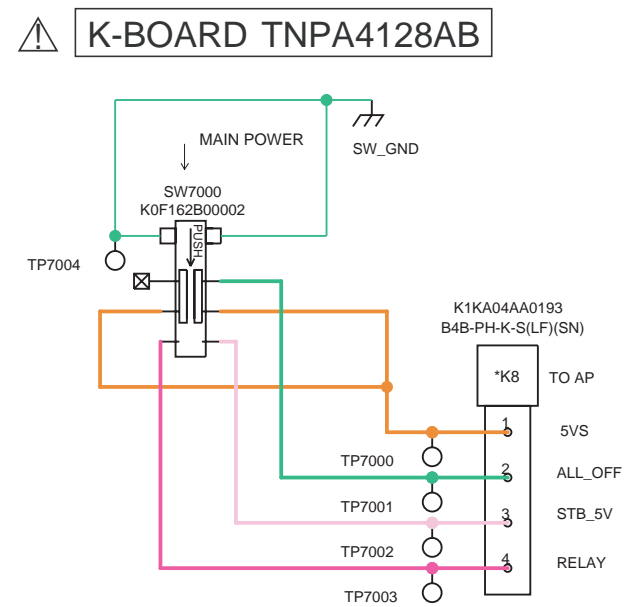 K-BOARD TNPA4128AB
MAIN POWER
SW_GND
SW7000
K0F162B00002
PUSH
TP7004
K1KA04AA0193
B4B-PH-K-S(LF)(SN)
*K8
TO AP
1
5VS
TP7000
2
ALL_OFF
TP7001
3
STB_5V
TP7002
4
RELAY
TP7003